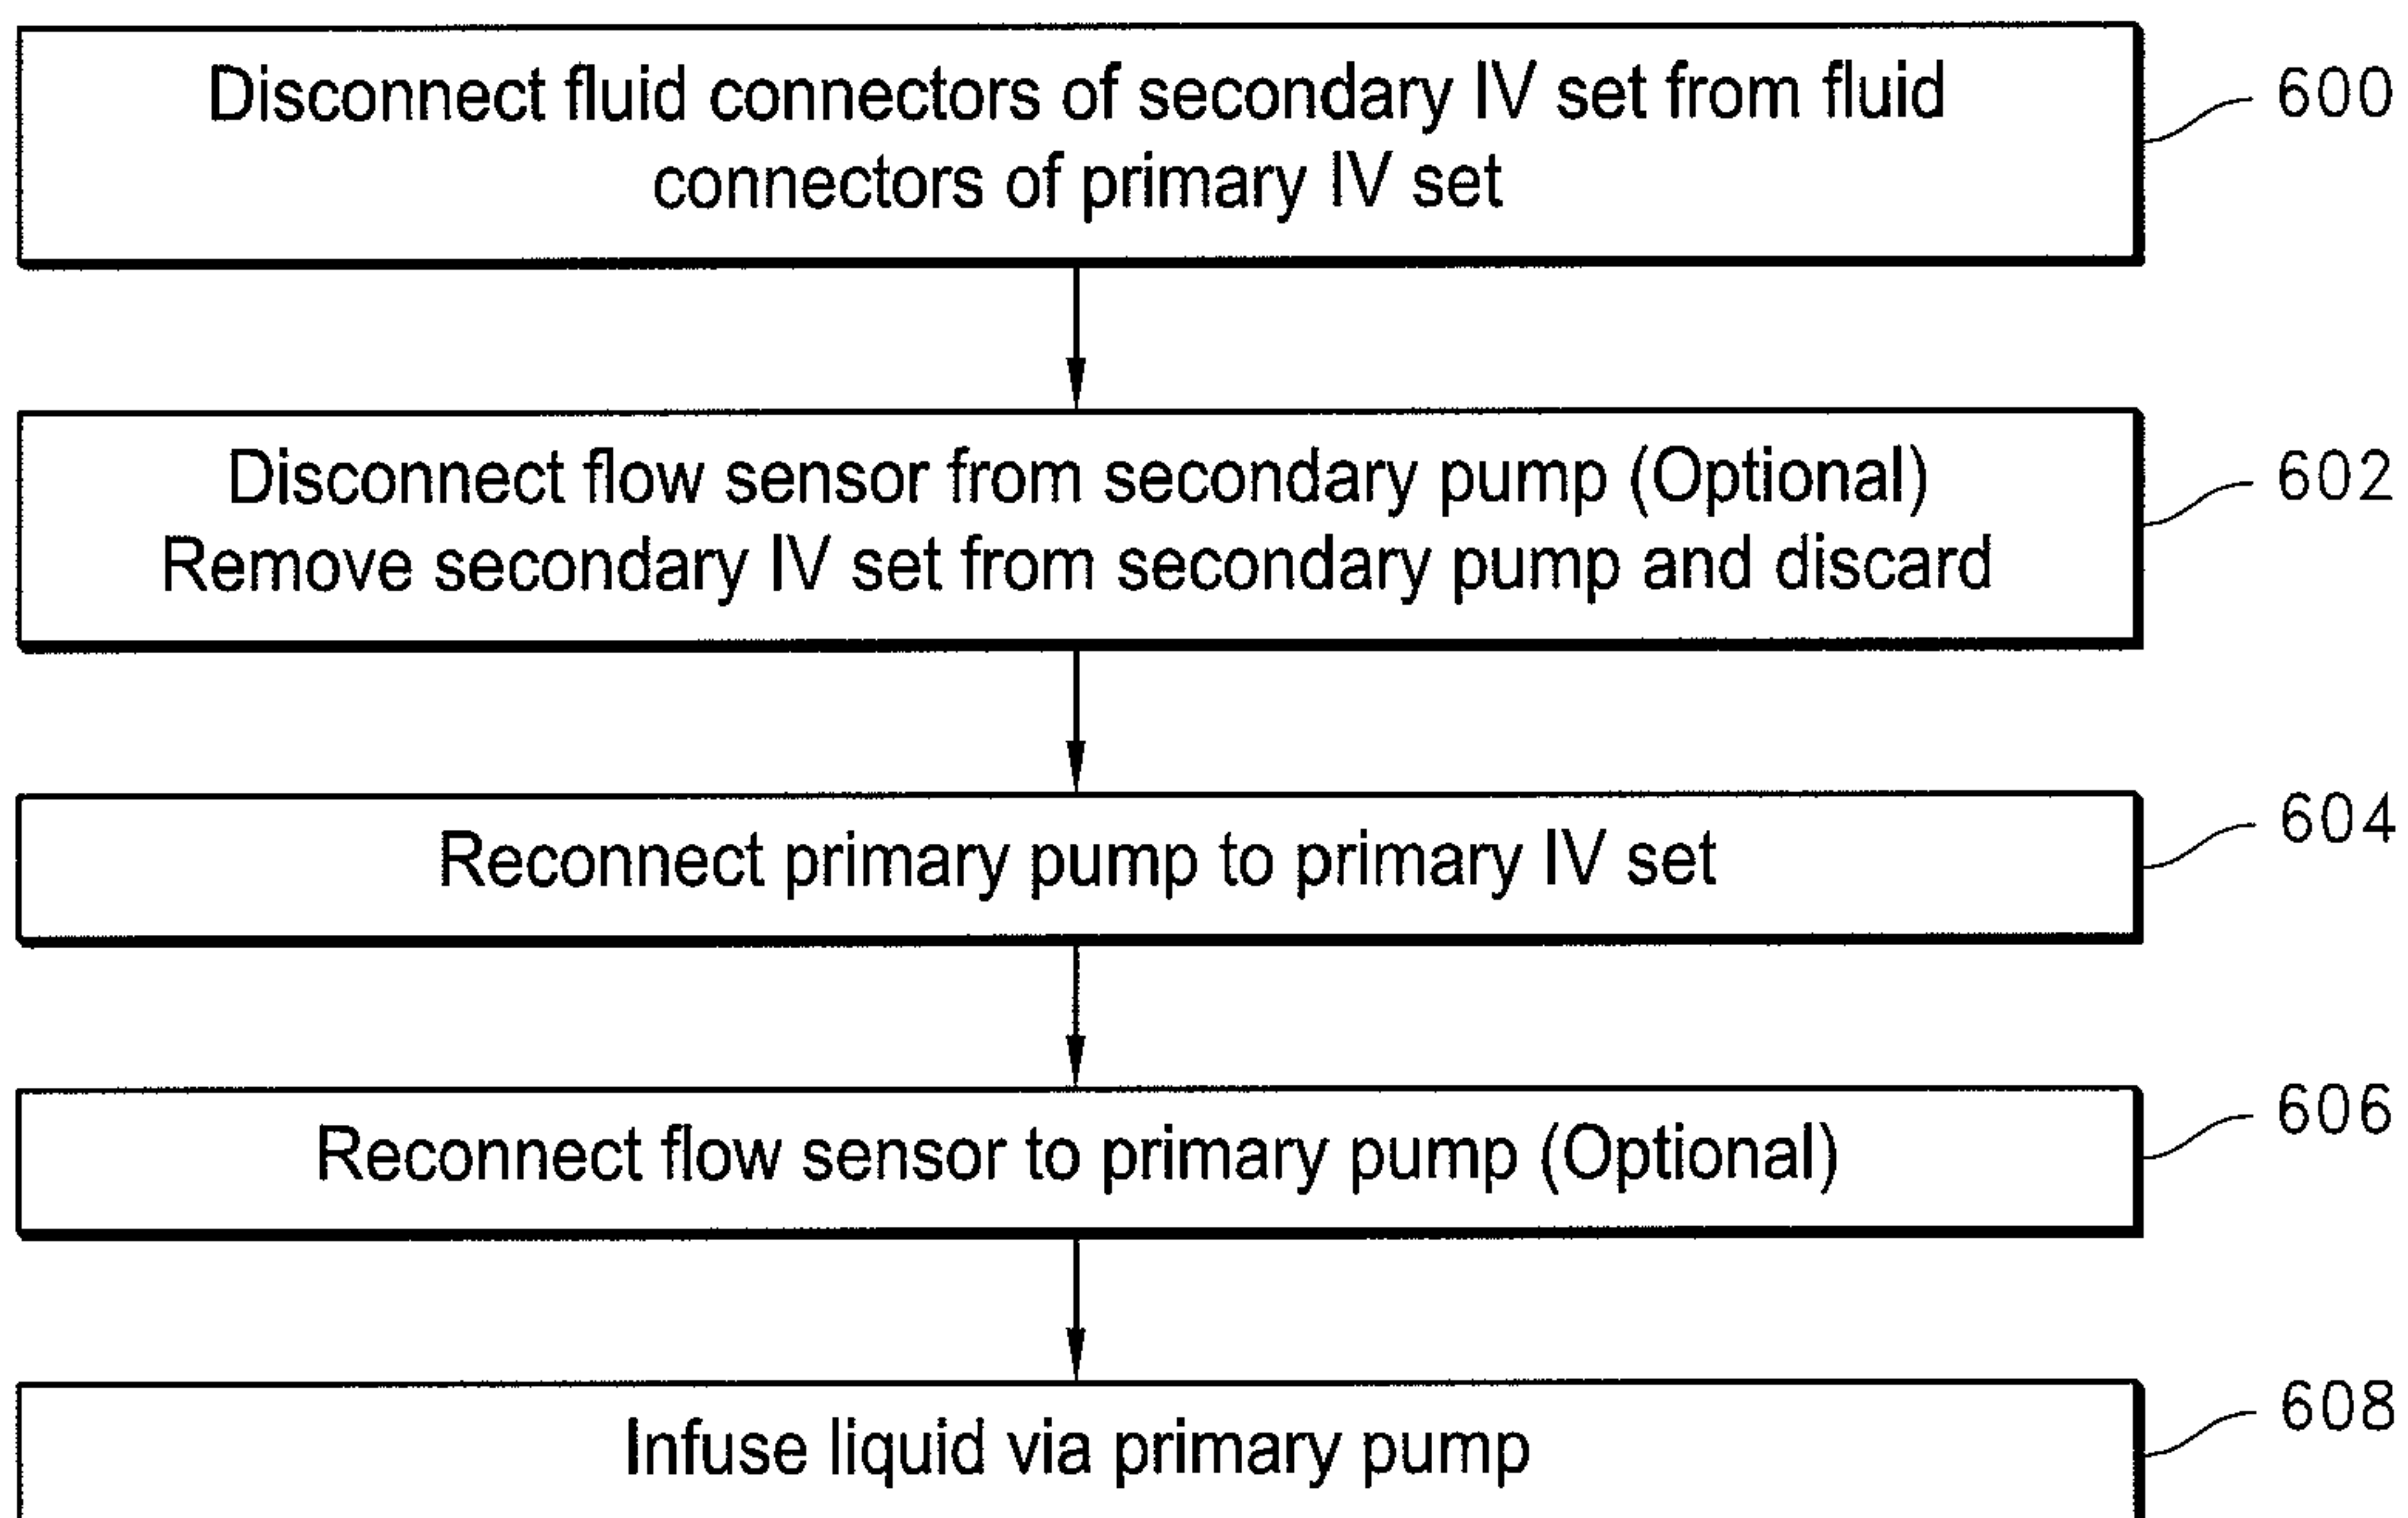 Disconnect fluid connectors of secondary IV set from fluid
600
connectors of primary IV set
Disconnect flow sensor from secondary pump (Optional)
602
Remove secondary IV set from secondary pump and discard
604
Reconnect primary pump to primary IV set
606
Reconnect flow sensor to primary pump (Optional)
608
Infuse liquid via primary pump